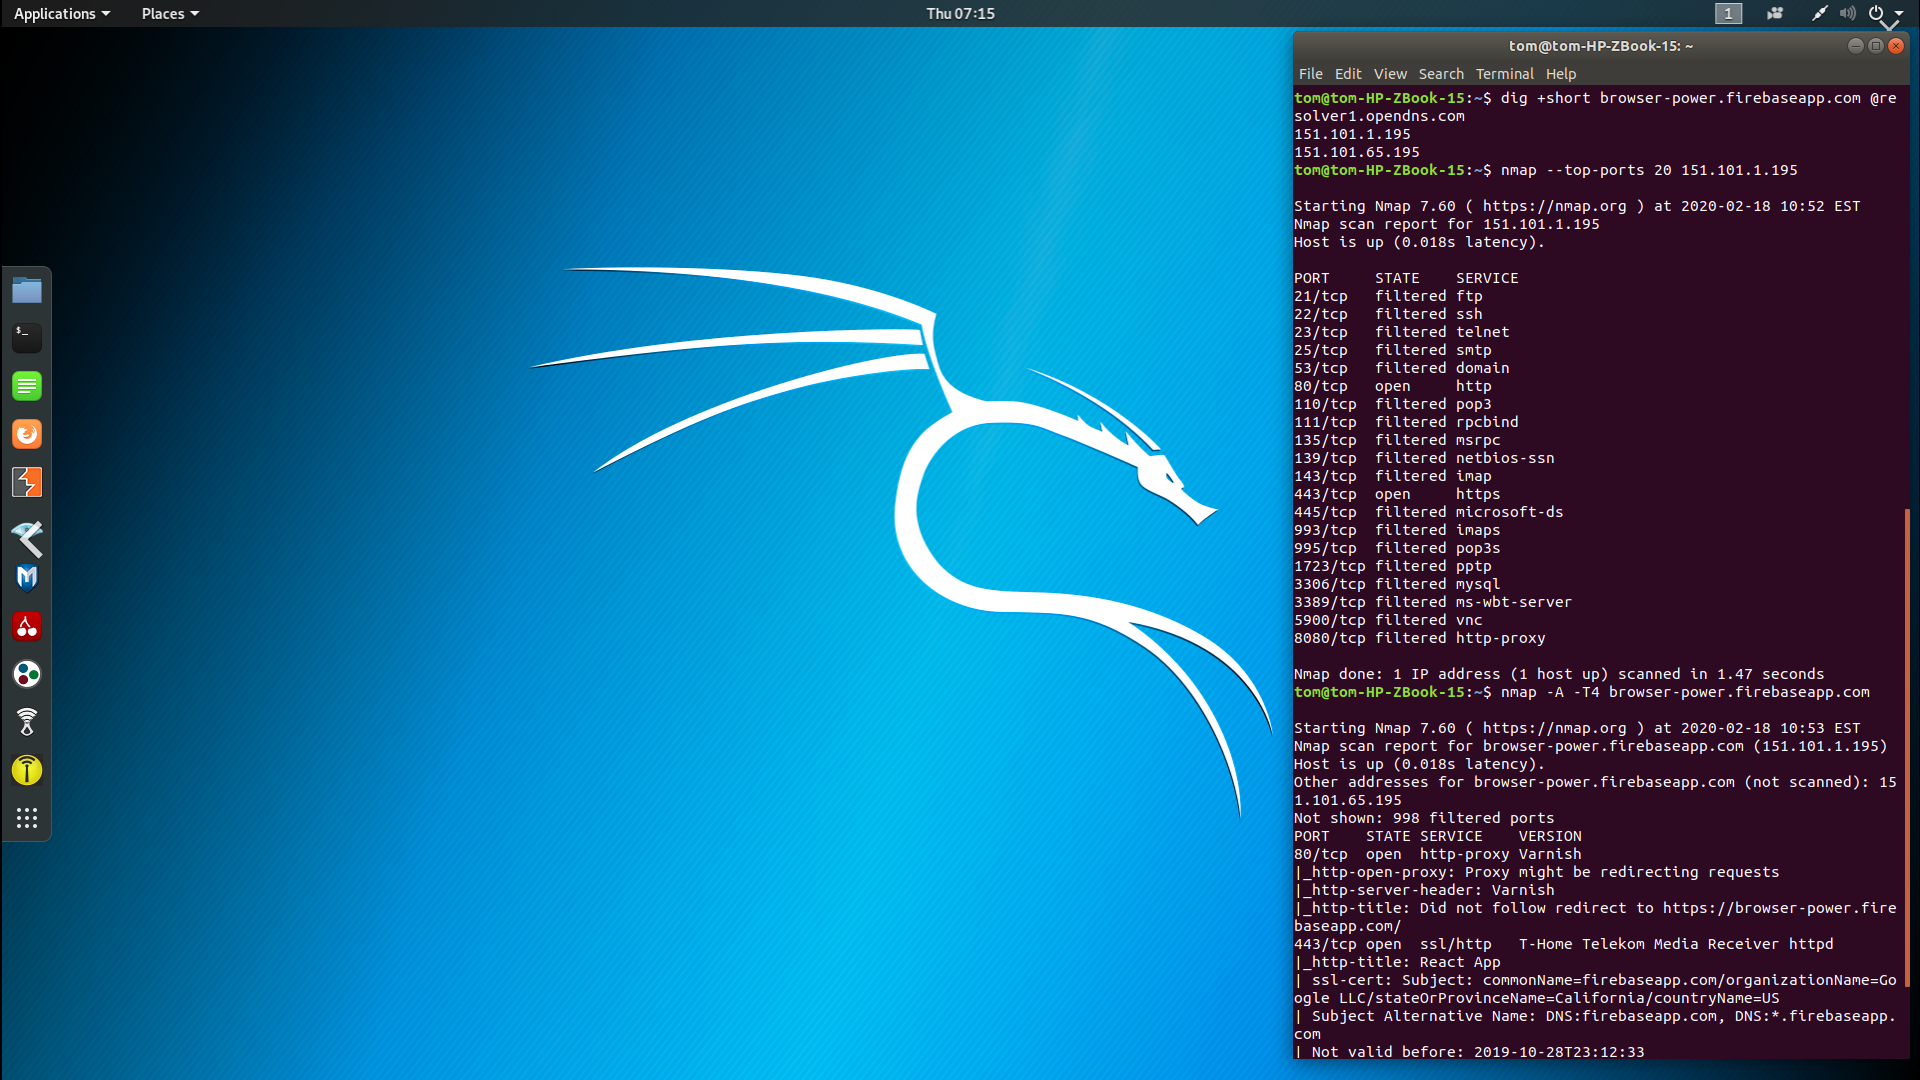 Applications Places Thu 07:15 1
tom@tom-HP-ZBook-15: ~
File Edit View Search Terminal Help
tom@tom-HP-ZBook-15:~$ dig +short browser-power.firebaseapp.com @re
solver1.opendns.com
151.101.1.195
151.101.65.195
tom@tom-HP-ZBook-15:~$ nmap --top-ports 20 151.101.1.195
Starting Nmap 7.60 ( https://nmap.org ) at 2020-02-18 10:52 EST
Nmap scan report for 151.101.1.195
Host is up (0.018s latency).
PORT     STATE    SERVICE
21/tcp   filtered ftp
22/tcp   filtered ssh
23/tcp   filtered telnet
25/tcp   filtered smtp
53/tcp   filtered domain
80/tcp   open     http
110/tcp  filtered pop3
111/tcp  filtered rpcbind
135/tcp  filtered msrpc
139/tcp  filtered netbios-ssn
143/tcp  filtered imap
443/tcp  open     https
445/tcp  filtered microsoft-ds
993/tcp  filtered imaps
995/tcp  filtered pop3s
1723/tcp filtered pptp
3306/tcp filtered mysql
3389/tcp filtered ms-wbt-server
5900/tcp filtered vnc
8080/tcp filtered http-proxy
Nmap done: 1 IP address (1 host up) scanned in 1.47 seconds
tom@tom-HP-ZBook-15:~$ nmap -A -T4 browser-power.firebaseapp.com
Starting Nmap 7.60 ( https://nmap.org ) at 2020-02-18 10:53 EST
Nmap scan report for browser-power.firebaseapp.com (151.101.1.195)
Host is up (0.018s latency).
Other addresses for browser-power.firebaseapp.com (not scanned): 15
1.101.65.195
Not shown: 998 filtered ports
PORT    STATE SERVICE    VERSION
80/tcp  open  http-proxy Varnish
|_http-open-proxy: Proxy might be redirecting requests
|_http-server-header: Varnish
|_http-title: Did not follow redirect to https://browser-power.fire
baseapp.com/
443/tcp open  ssl/http   T-Home Telekom Media Receiver httpd
|_http-title: React App
| ssl-cert: Subject: commonName=firebaseapp.com/organizationName=Go
ogle LLC/stateOrProvinceName=California/countryName=US
| Subject Alternative Name: DNS:firebaseapp.com, DNS:*.firebaseapp.
com
| Not valid before: 2019-10-28T23:12:33